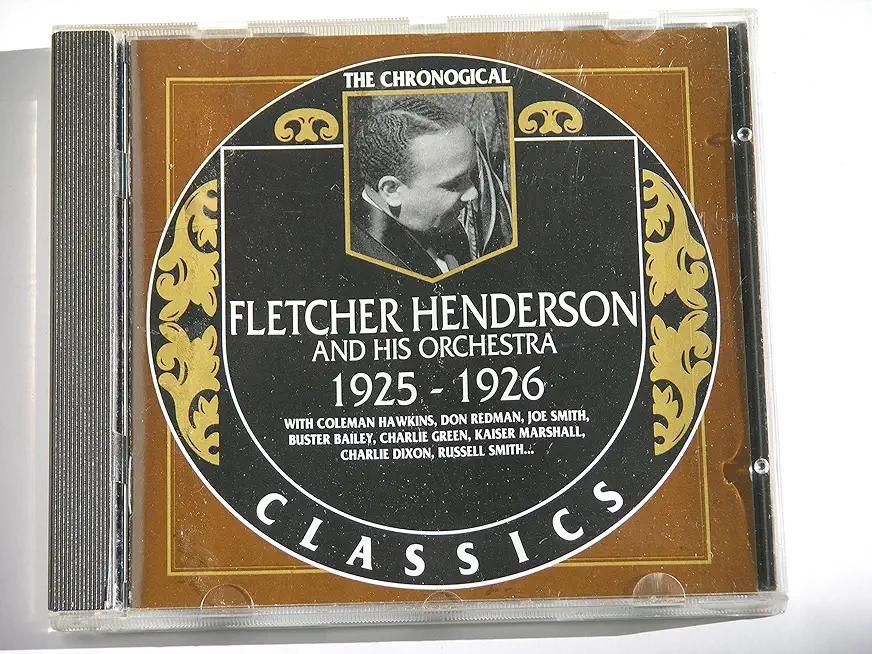 THE CHRONOGICAL
FLETCHER HENDERSON
AND HIS ORCHESTRA
1925 - 1926
WITH COLEMAN HAWKINS, DON REDMAN, JOE SMITH,
BUSTER BAILEY, CHARLIE GREEN, KAISER MARSHALL,
CHARLIE DIXON, RUSSELL SMITH...
CLASSICS